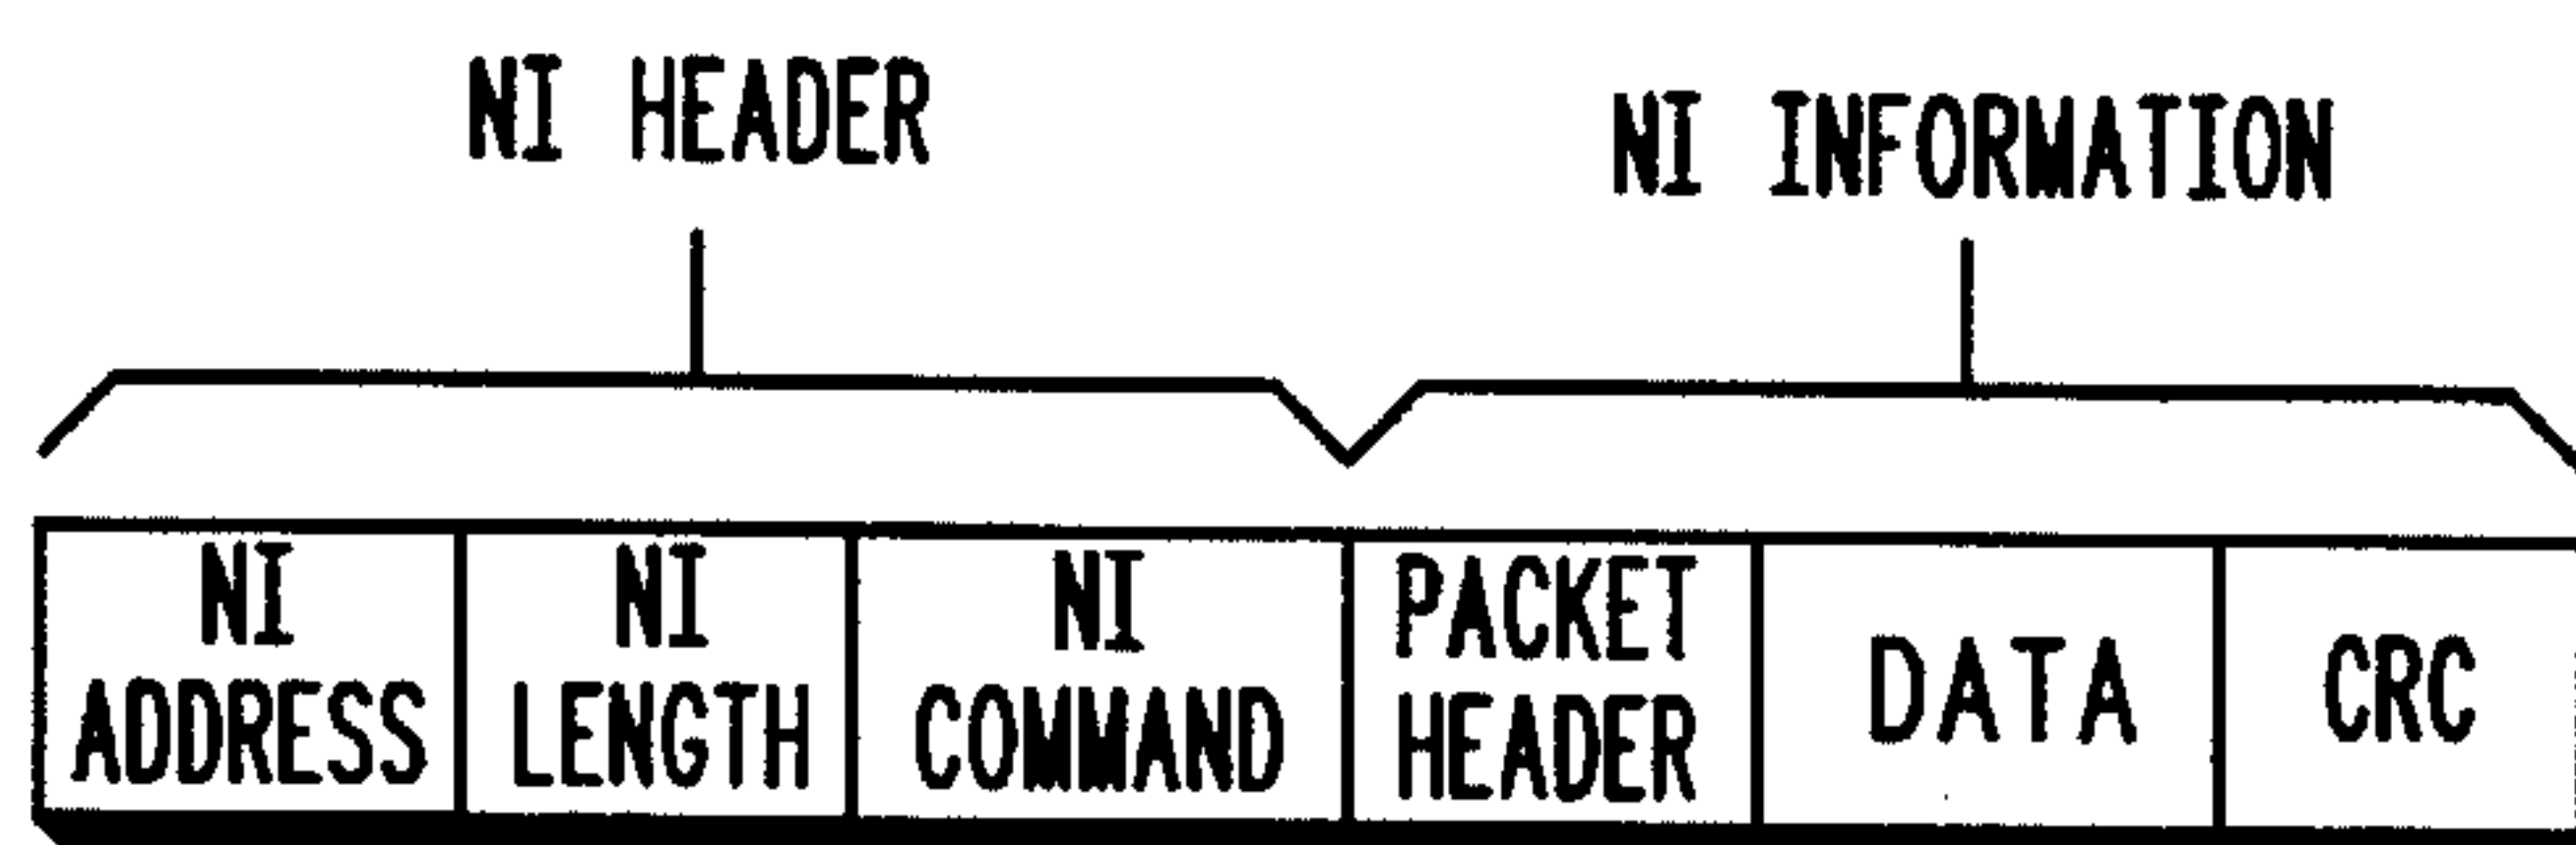 NI HEADER
NI INFORMATION
NI
ADDRESS
NI
LENGTH
NI
COMMAND
PACKET
HEADER
DATA
CRC